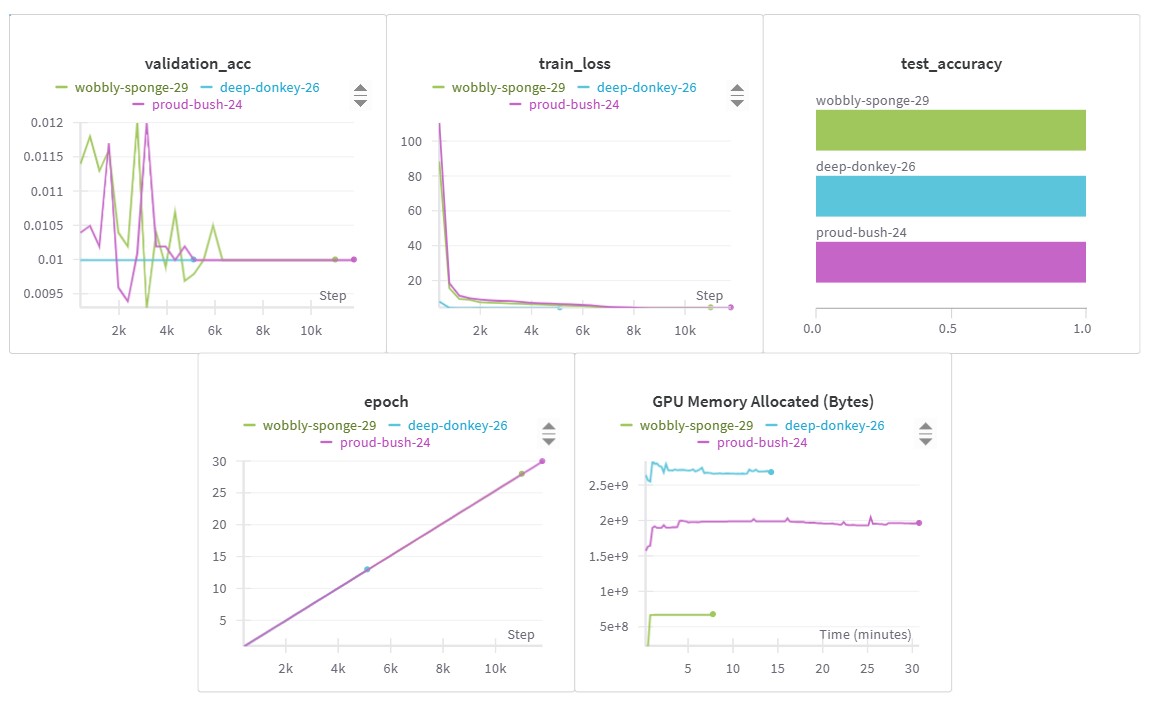 validation_acc
wobbly-sponge-29 deep-donkey-26
proud-bush-24
0.012
0.0115
0.011
0.0105
0.01
0.0095
Step
2k 4k 6k 8k 10k
train_loss
wobbly-sponge-29 deep-donkey-26
proud-bush-24
100
80
60
40
20
Step
2k 4k 6k 8k 10k
test_accuracy
wobbly-sponge-29
deep-donkey-26
proud-bush-24
0.0 0.5 1.0
epoch
wobbly-sponge-29 deep-donkey-26
proud-bush-24
30
25
20
15
10
5
Step
2k 4k 6k 8k 10k
GPU Memory Allocated (Bytes)
wobbly-sponge-29 deep-donkey-26
proud-bush-24
2.5e+9
2e+9
1.5e+9
1e+9
5e+8
Time (minutes)
5 10 15 20 25 30